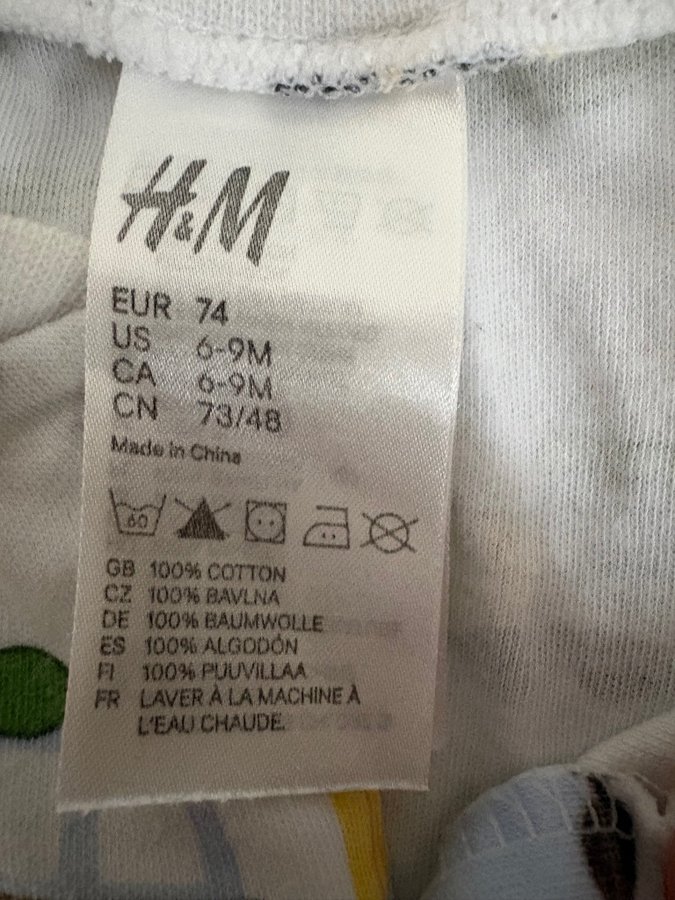 H&M
EUR 74
US 6-9M
CA 6-9M
CN 73/48
Made in China
60
GB 100% COTTON
CZ 100% BAVLNA
DE 100% BAUMWOLLE
ES 100% ALGODÓN
FI 100% PUUVILLAA
FR LAVER À LA MACHINE À
L'EAU CHAUDE.